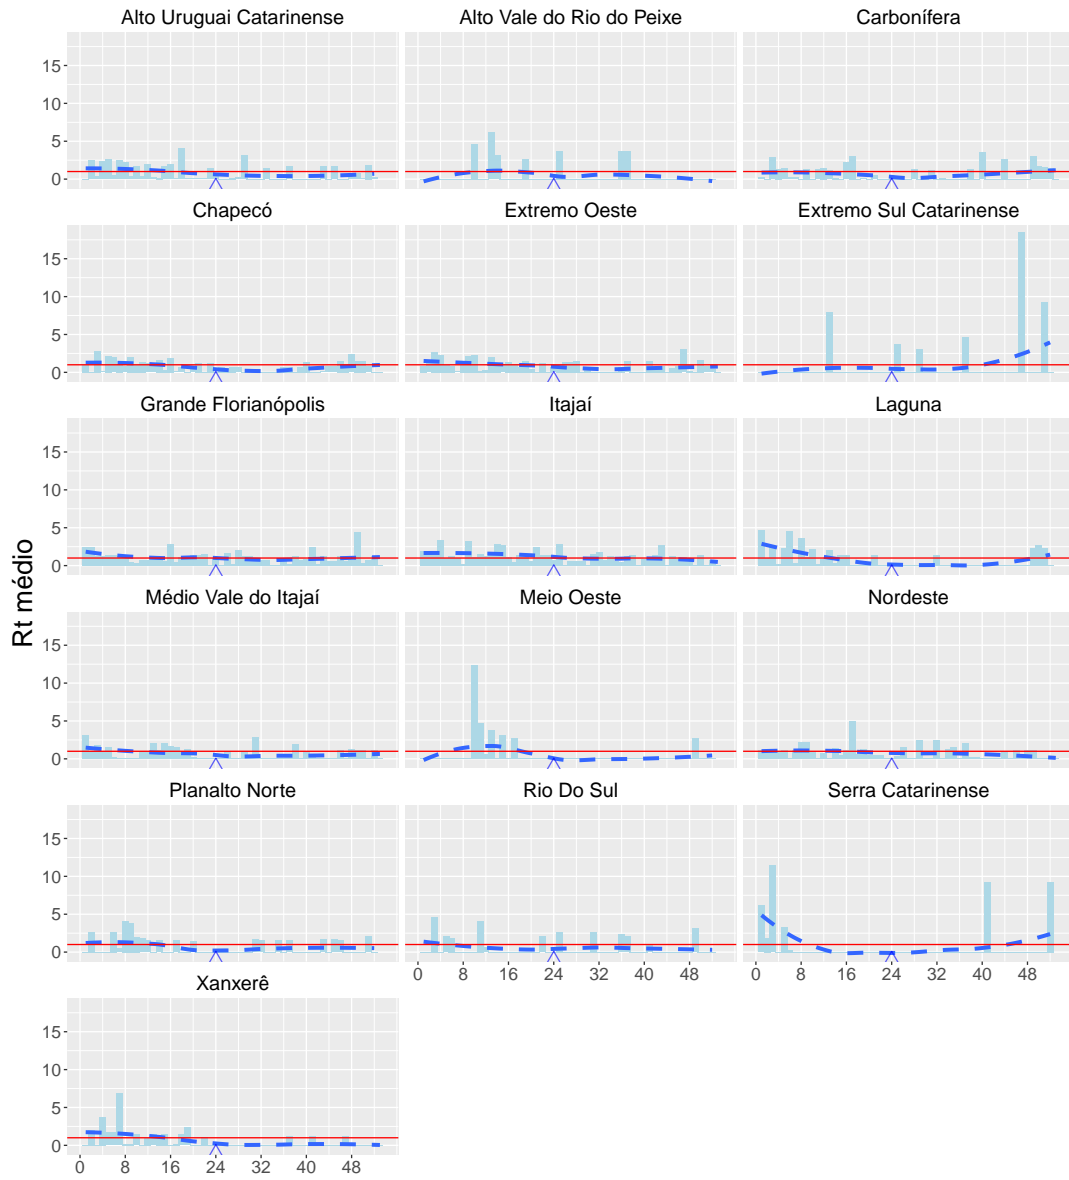 Alto Uruguai Catarinense Alto Vale do Rio do Peixe Carbonífera
15
10
5
0
Chapecó Extremo Oeste Extremo Sul Catarinense
15
10
5
0
Grande Florianópolis Itajaí Laguna
15
10
5
0
Rt médio
Médio Vale do Itajaí Meio Oeste Nordeste
15
10
5
0
Planalto Norte Rio Do Sul Serra Catarinense
15
10
5
0
0 8 16 24 32 40 48 0 8 16 24 32 40 48
Xanxerê
15
10
5
0
0 8 16 24 32 40 48